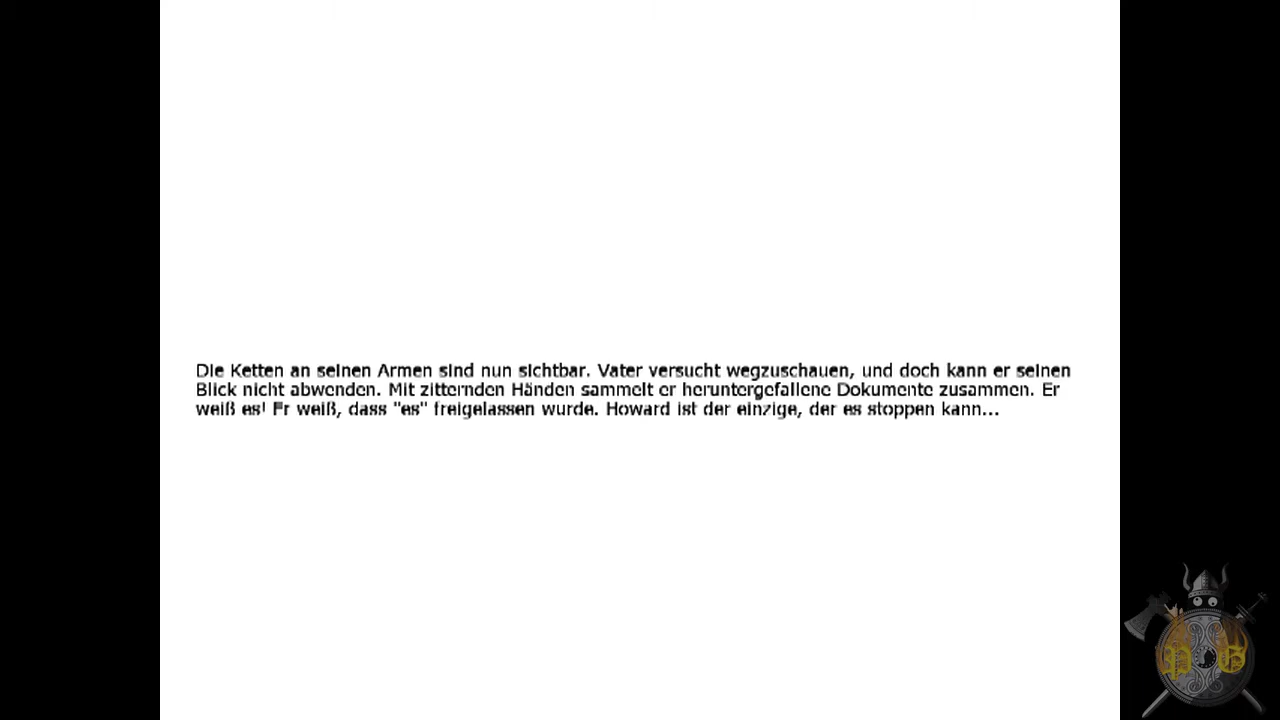 Die Ketten an seinen Armen sind nun sichtbar. Vater versucht wegzuschauen, und doch kann er seinen
Blick nicht abwenden. Mit zitternden Händen sammelt er heruntergefallene Dokumente zusammen. Er
weiß es! Er weiß, dass "es" freigelassen wurde. Howard ist der einzige, der es stoppen kann...
P G